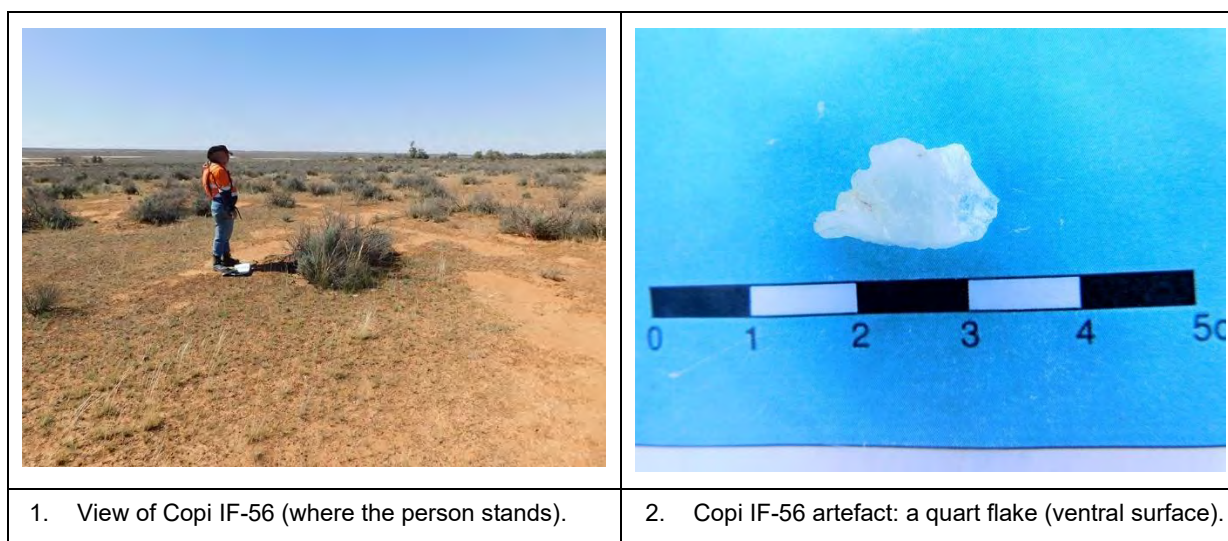 0 1 2 3 4 5c
1. View of Copi IF-56 (where the person stands).
2. Copi IF-56 artefact: a quart flake (ventral surface).